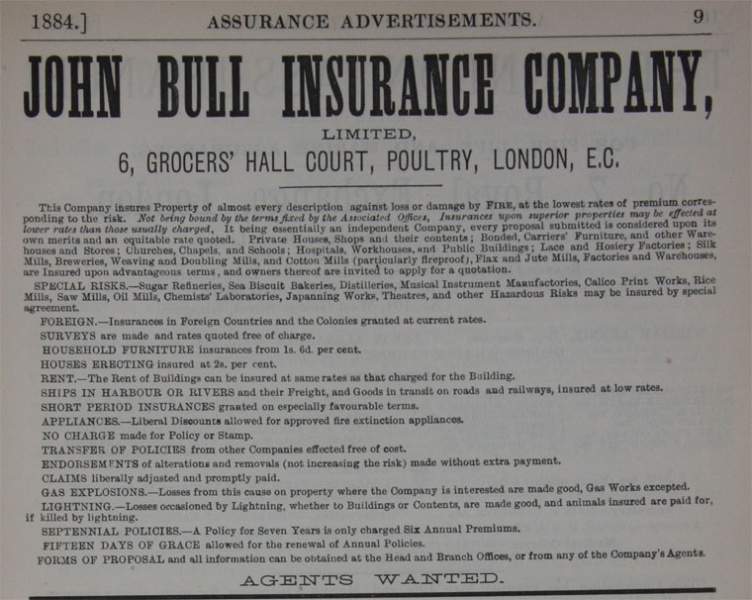 1884.] ASSURANCE ADVERTISEMENTS. 9
JOHN BULL INSURANCE COMPANY,
LIMITED,
6, GROCERS' HALL COURT, POULTRY, LONDON, E.C.
This Company insures Property of almost every description against loss or damage by FIRE, at the lowest rates of premium corres-
ponding to the risk. Not being bound by the terms fixed by the Associated Offices, Insurances upon superior properties may be effected at
lower rates than those usually charged, It being essentially an independent Company, every proposal submitted is considered upon its
own merits and an equitable rate quoted. Private Houses, Shops and their contents; Bonded, Carriers' Furniture, and other Ware-
houses and Stores; Churches, Chapels, and Schools; Hospitals, Workhouses, and Public Buildings; Lace and Hosiery Factories; Silk
Mills, Breweries, Weaving and Doubling Mills, and Cotton Mills (particularly fireproof), Flax and Jute Mills, Factories and Warehouses,
are Insured upon advantageous terms, and owners thereof are invited to apply for a quotation.
SPECIAL RISKS.—Sugar Refineries, Sea Biscuit Bakeries, Distilleries, Musical Instrument Manufactories, Calico Print Works, Rice
Mills, Saw Mills, Oil Mills, Chemists' Laboratories, Japanning Works, Theatres, and other Hazardous Risks may be insured by special
agreement.
FOREIGN.—Insurances in Foreign Countries and the Colonies granted at current rates.
SURVEYS are made and rates quoted free of charge.
HOUSEHOLD FURNITURE insurances from 1s. 6d. per cent.
HOUSES ERECTING insured at 2s. per cent.
RENT.—The Rent of Buildings can be insured at same rates as that charged for the Building.
SHIPS IN HARBOUR OR RIVERS and their Freight, and Goods in transit on roads and railways, insured at low rates.
SHORT PERIOD INSURANCES granted on especially favourable terms.
APPLIANCES.—Liberal Discounts allowed for approved fire extinction appliances.
NO CHARGE made for Policy or Stamp.
TRANSFER OF POLICIES from other Companies effected free of cost.
ENDORSEMENTS of alterations and removals (not increasing the risk) made without extra payment.
CLAIMS liberally adjusted and promptly paid.
GAS EXPLOSIONS.—Losses from this cause on property where the Company is interested are made good, Gas Works excepted.
LIGHTNING.—Losses occasioned by Lightning, whether to Buildings or Contents, are made good, and animals insured are paid for,
if killed by lightning.
SEPTENNIAL POLICIES.—A Policy for Seven Years is only charged Six Annual Premiums.
FIFTEEN DAYS OF GRACE allowed for the renewal of Annual Policies.
FORMS OF PROPOSAL and all information can be obtained at the Head and Branch Offices, or from any of the Company's Agents.
AGENTS WANTED.